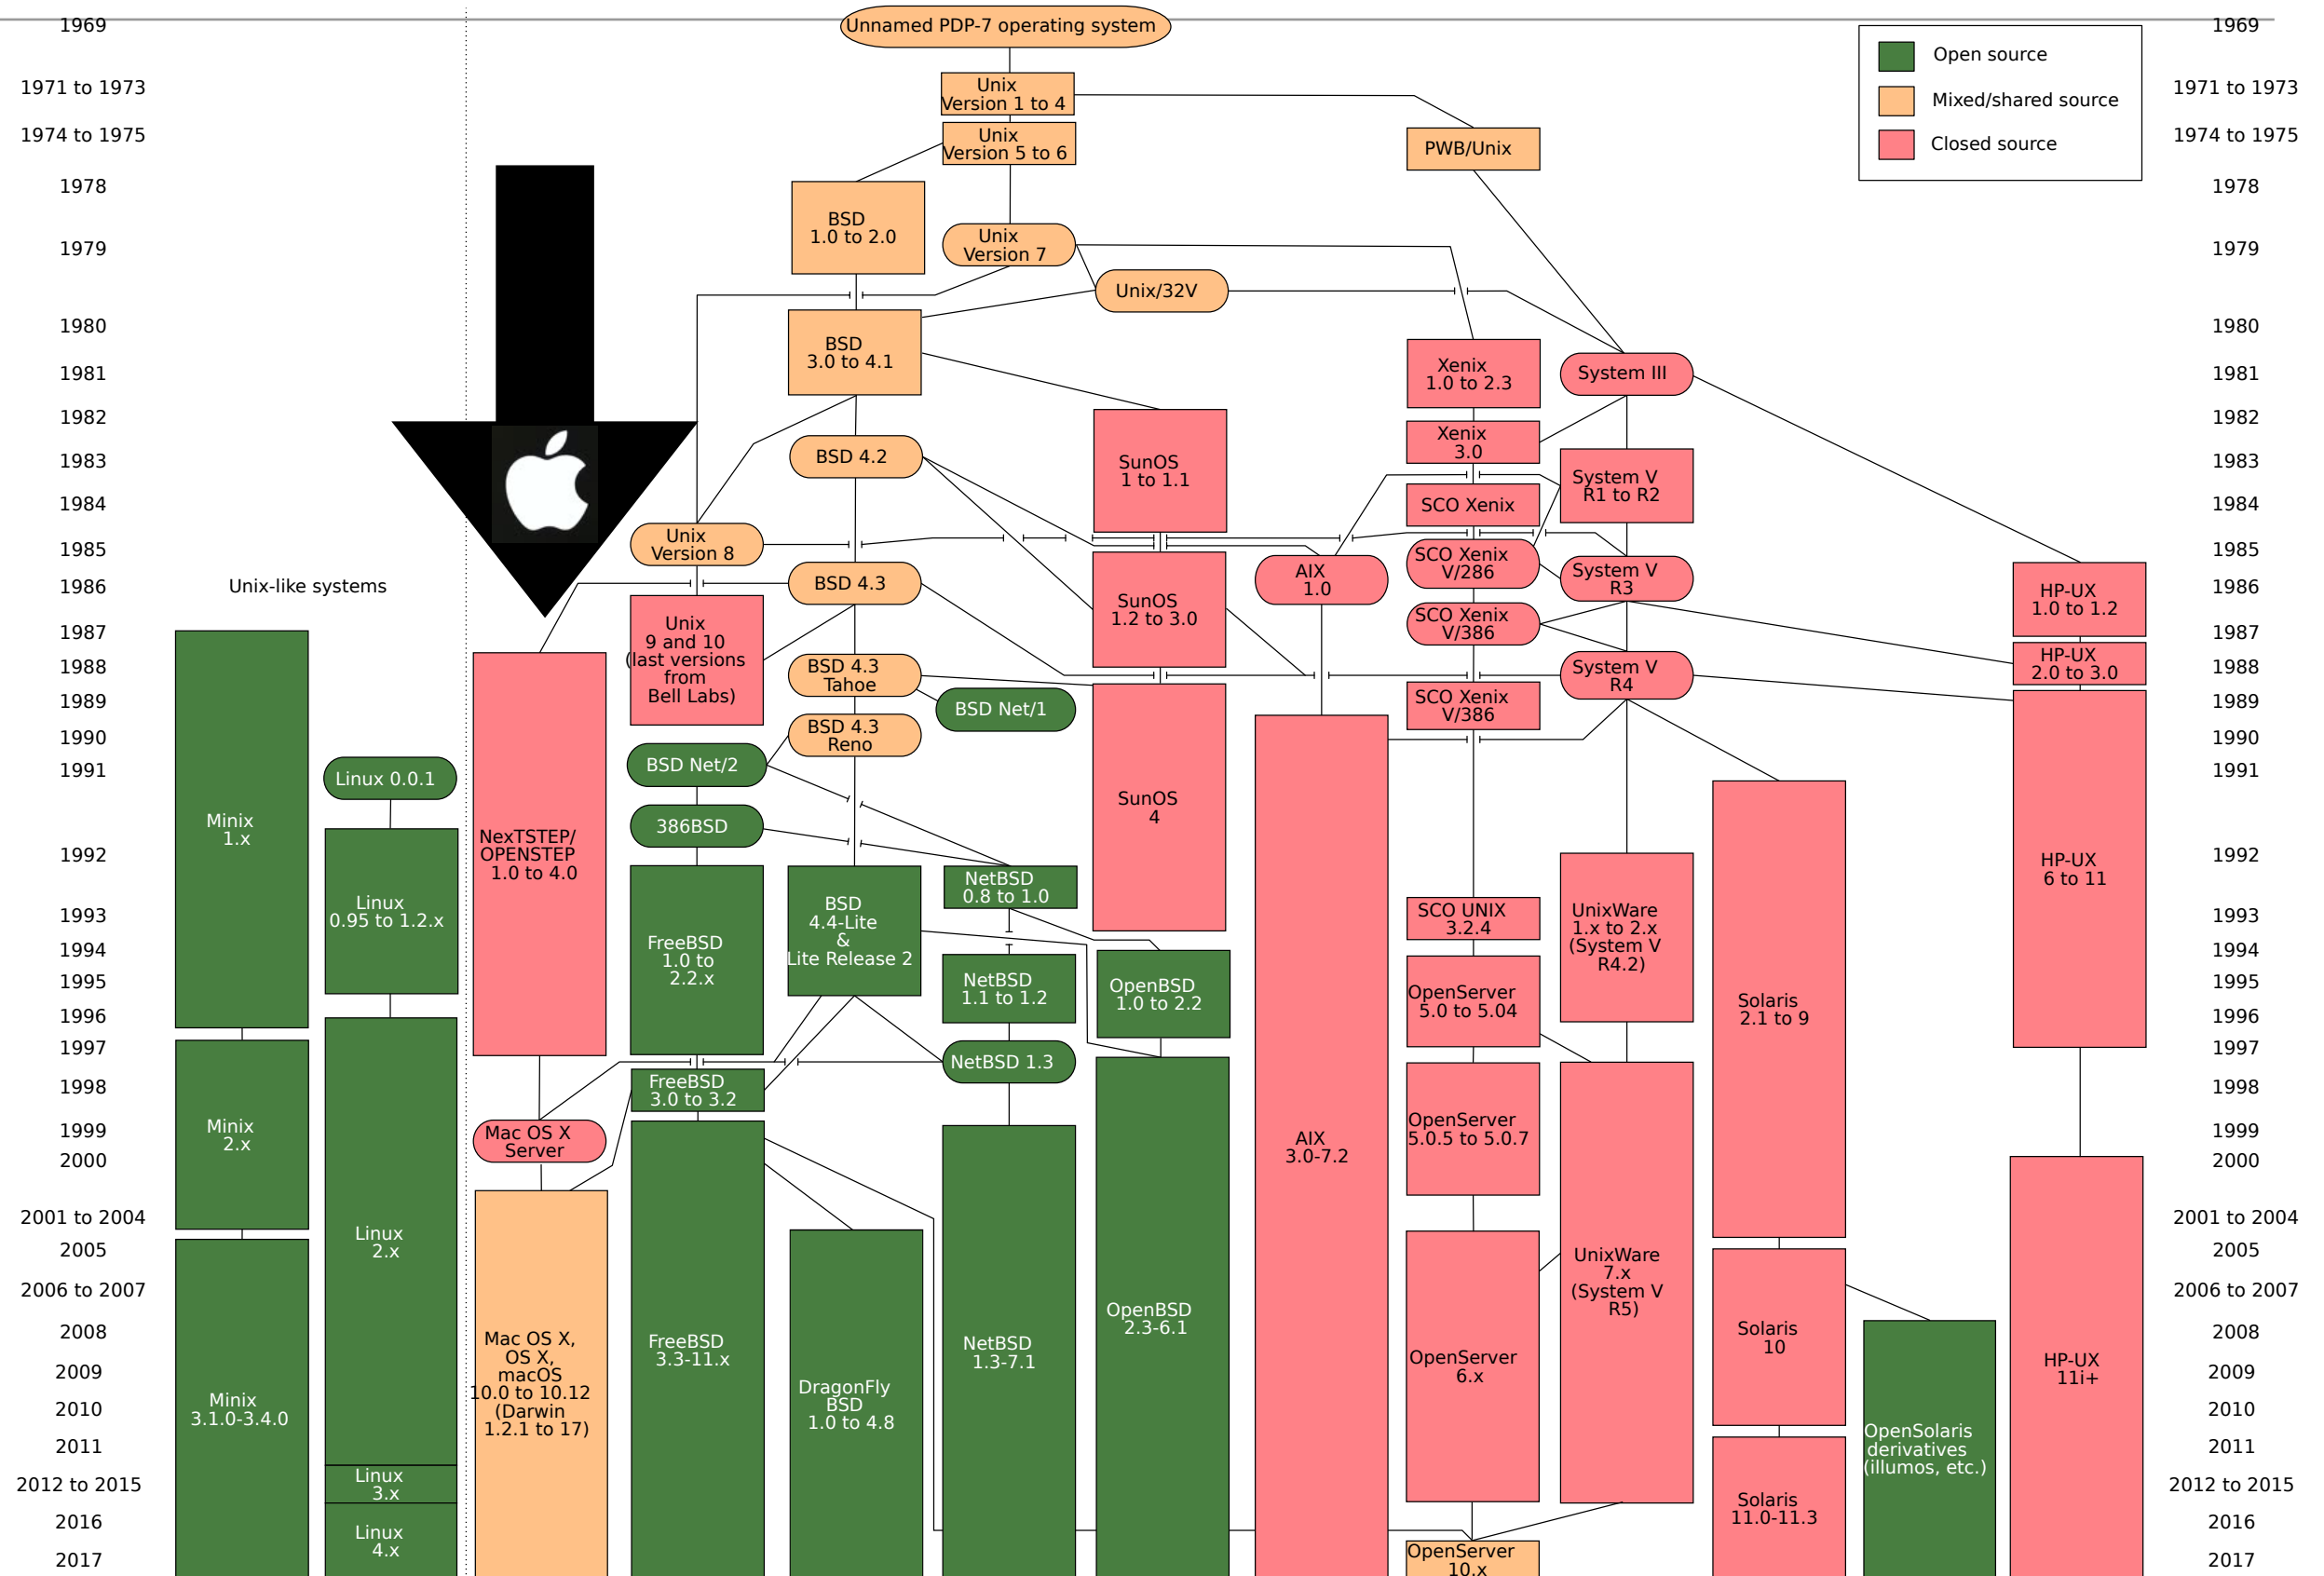 1969
1971 to 1973
1974 to 1975
1978
1979
1980
1981
1982
1983
1984
1985
1986
1987
1988
1989
1990
1991
1992
1993
1994
1995
1996
1997
1998
1999
2000
2001 to 2004
2005
2006 to 2007
2008
2009
2010
2011
2012 to 2015
2016
2017
Unix-like systems
Minix
1.x
Minix
2.x
Minix
3.1.0-3.4.0
Linux 0.0.1
Linux
0.95 to 1.2.x
Linux
2.x
Linux
3.x
Linux
4.x
NexTSTEP/
OPENSTEP
1.0 to 4.0
Mac OS X
Server
Mac OS X,
OS X,
macOS
10.0 to 10.12
(Darwin
1.2.1 to 17)
Unnamed PDP-7 operating system
Unix
Version 1 to 4
Unix
Version 5 to 6
PWB/Unix
BSD
1.0 to 2.0
Unix
Version 7
Unix/32V
BSD
3.0 to 4.1
BSD 4.2
Unix
Version 8
BSD 4.3
Unix
9 and 10
(last versions
from
Bell Labs)
BSD 4.3
Tahoe
BSD Net/1
BSD 4.3
Reno
BSD Net/2
386BSD
FreeBSD
1.0 to
2.2.x
FreeBSD
3.0 to 3.2
FreeBSD
3.3-11.x
BSD
4.4-Lite
&
Lite Release 2
DragonFly
BSD
1.0 to 4.8
NetBSD
0.8 to 1.0
NetBSD
1.1 to 1.2
NetBSD 1.3
NetBSD
1.3-7.1
SunOS
1 to 1.1
SunOS
1.2 to 3.0
SunOS
4
OpenBSD
1.0 to 2.2
OpenBSD
2.3-6.1
AIX
1.0
AIX
3.0-7.2
Xenix
1.0 to 2.3
Xenix
3.0
SCO Xenix
SCO Xenix
V/286
SCO Xenix
V/386
SCO Xenix
V/386
SCO UNIX
3.2.4
OpenServer
5.0 to 5.04
OpenServer
5.0.5 to 5.0.7
OpenServer
6.x
OpenServer
10.x
System III
System V
R1 to R2
System V
R3
System V
R4
UnixWare
1.x to 2.x
(System V
R4.2)
UnixWare
7.x
(System V
R5)
Solaris
2.1 to 9
Solaris
10
Solaris
11.0-11.3
OpenSolaris
derivatives
(illumos, etc.)
HP-UX
1.0 to 1.2
HP-UX
2.0 to 3.0
HP-UX
6 to 11
HP-UX
11i+
Open source
Mixed/shared source
Closed source
1969
1971 to 1973
1974 to 1975
1978
1979
1980
1981
1982
1983
1984
1985
1986
1987
1988
1989
1990
1991
1992
1993
1994
1995
1996
1997
1998
1999
2000
2001 to 2004
2005
2006 to 2007
2008
2009
2010
2011
2012 to 2015
2016
2017